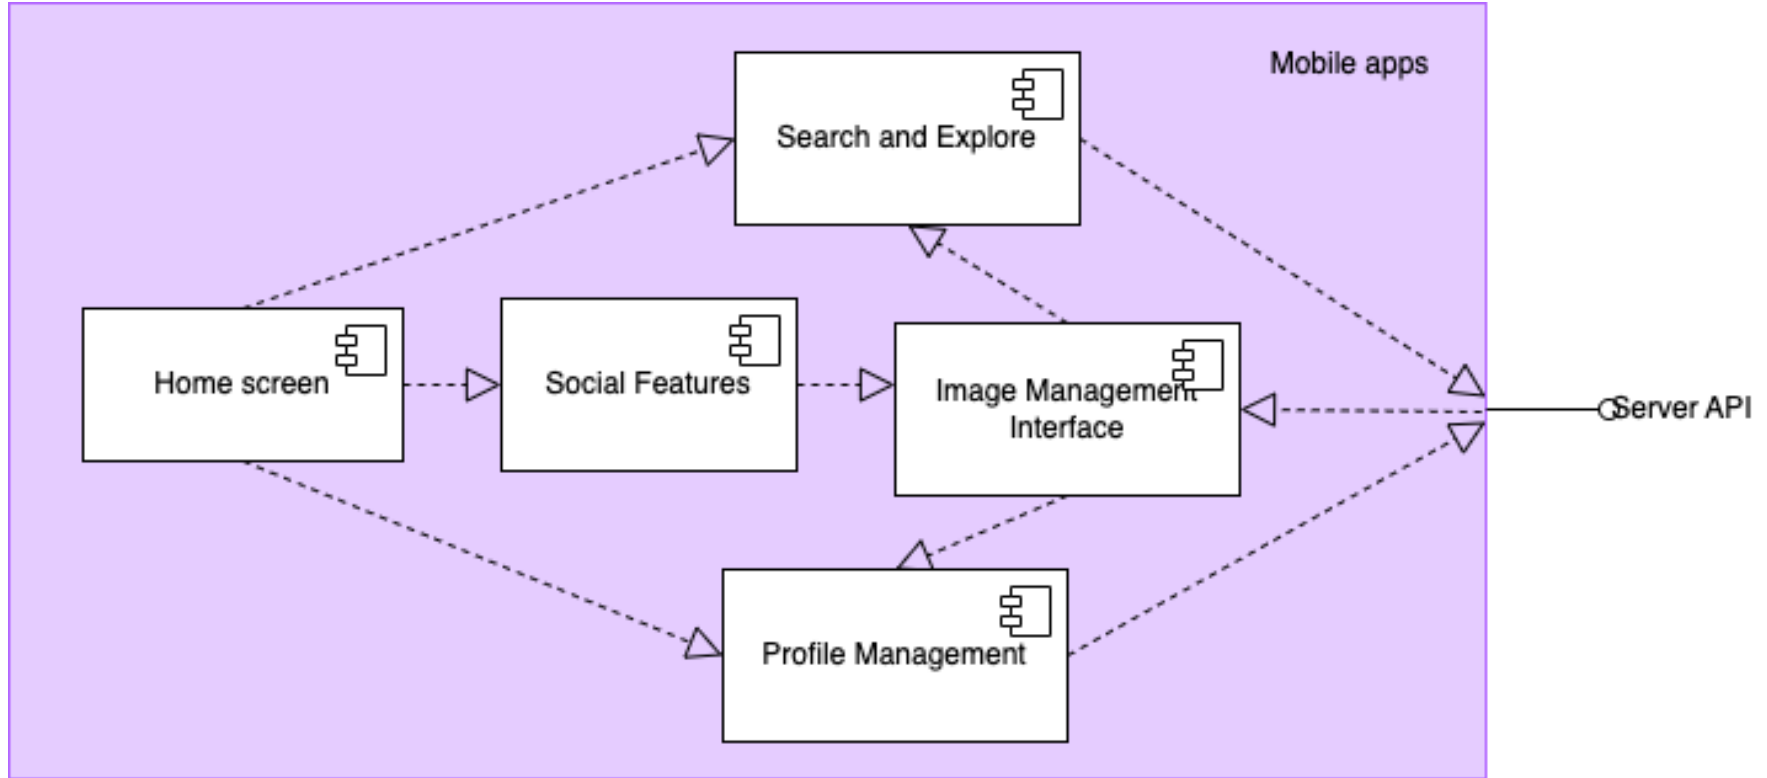 Mobile apps
Search and Explore
Home screen
Social Features
Image Management
Interface
Server API
Profile Management